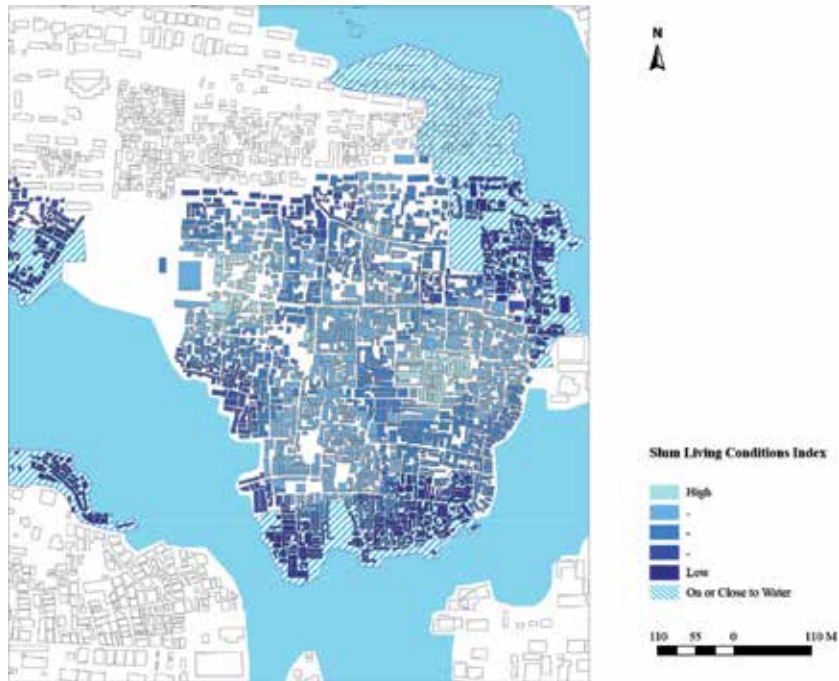 N
Slum Living Conditions Index
High
-
-
-
Low
On or Close to Water
110 55 0 110 M